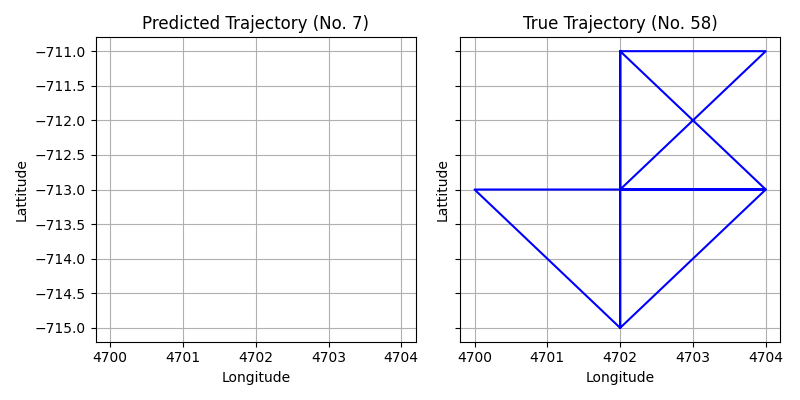 Predicted Trajectory (No. 7)
True Trajectory (No. 58)
−711.0
−711.5
−712.0
−712.5
−713.0
−713.5
−714.0
−714.5
−715.0
Lattitude
Lattitude
4700 4701 4702 4703 4704
4700 4701 4702 4703 4704
Longitude
Longitude